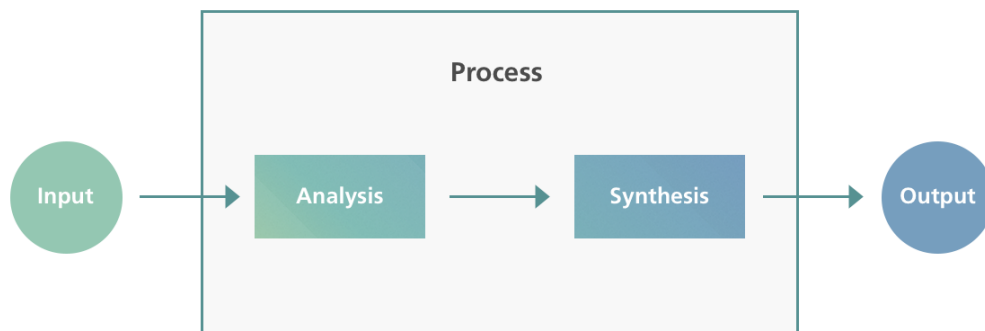 Process
Input
Analysis
Synthesis
Output